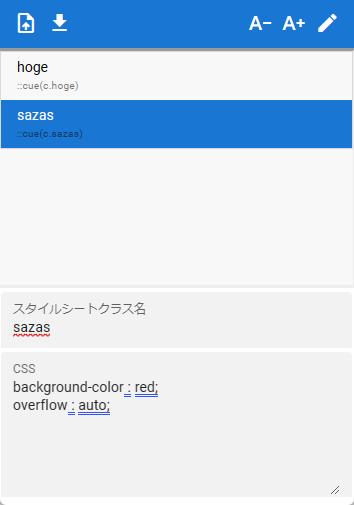 A− A+
hoge
::cue(c.hoge)
sazas
::cue(c.sazas)
スタイルシートクラス名
sazas
CSS
background-color : red;
overflow : auto;